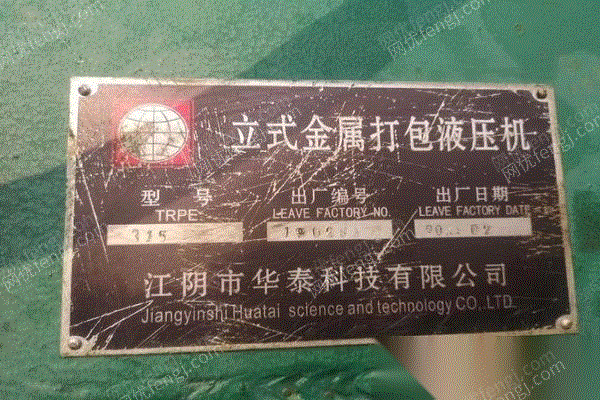 立式金属打包液压机
型号 出厂编号 出厂日期
TRPE LEAVE FACTORY NO. LEAVE FACTORY DATE
315
江阴市华泰科技有限公司
Jiangyinshi Huatai science and technology CO,.LTD